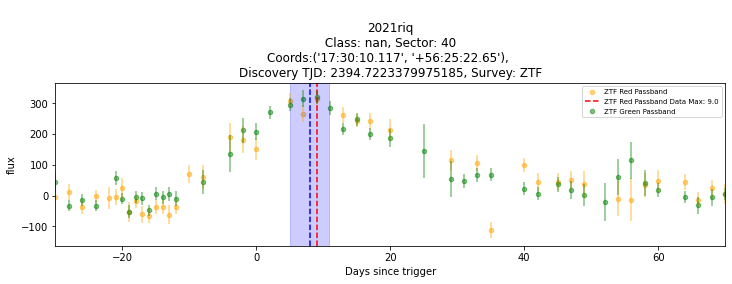 2021riq
Class: nan, Sector: 40
Coords:('17:30:10.117', '+56:25:22.65'),
Discovery TJD: 2394.7223379975185, Survey: ZTF
ZTF Red Passband
ZTF Red Passband Data Max: 9.0
ZTF Green Passband
flux
300
200
100
0
−100
−20
0
20
40
60
Days since trigger